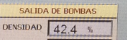 SALIDA DE BOMBAS
DENSIDAD 42.4 %